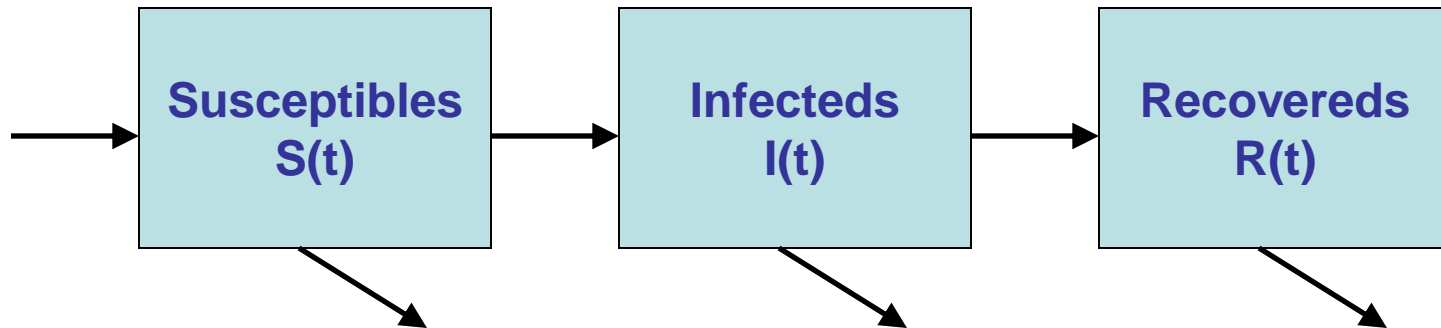 Susceptibles
S(t)
Infecteds
I(t)
Recovereds
R(t)